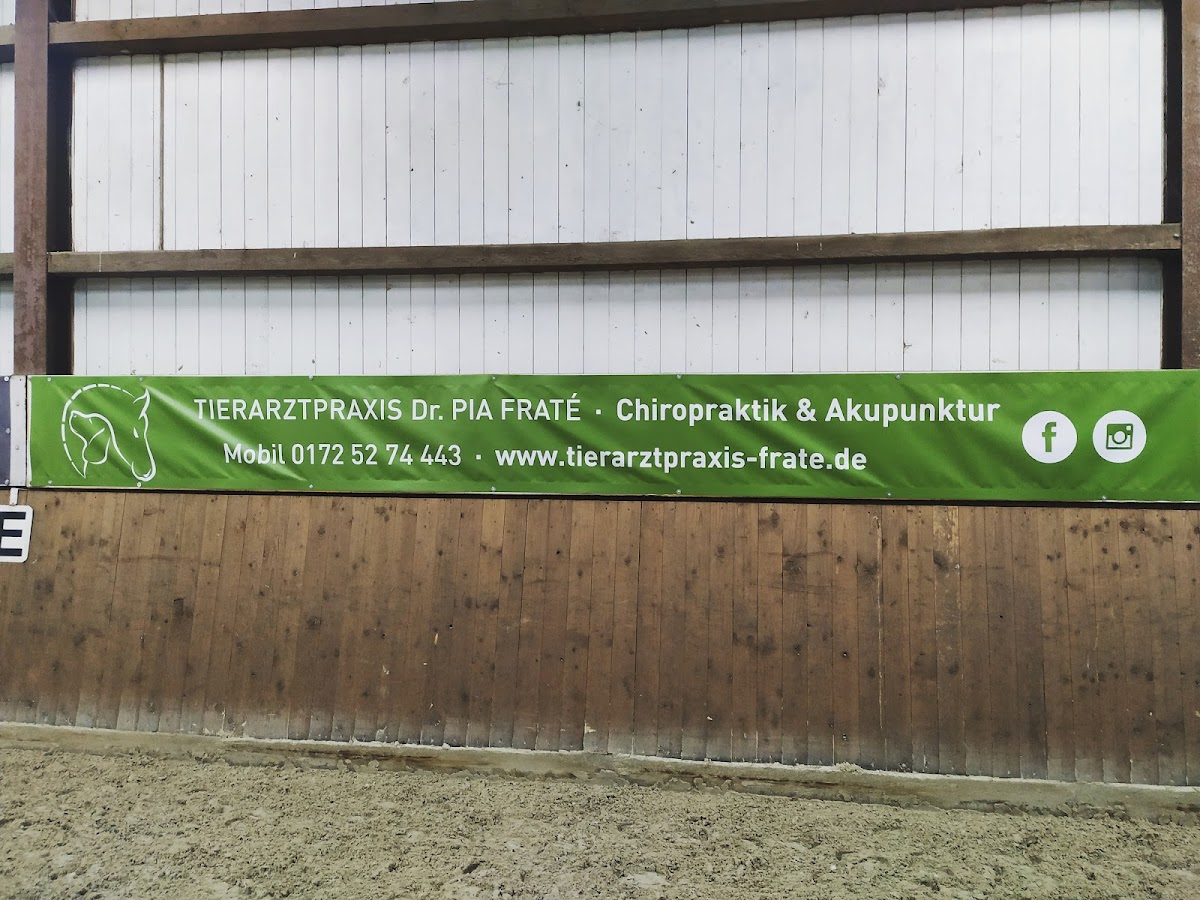 TIERARZTPRAXIS Dr. PIA FRATÉ · Chiropraktik & Akupunktur
Mobil 0172 52 74 443 · www.tierarztpraxis-frate.de
f
E